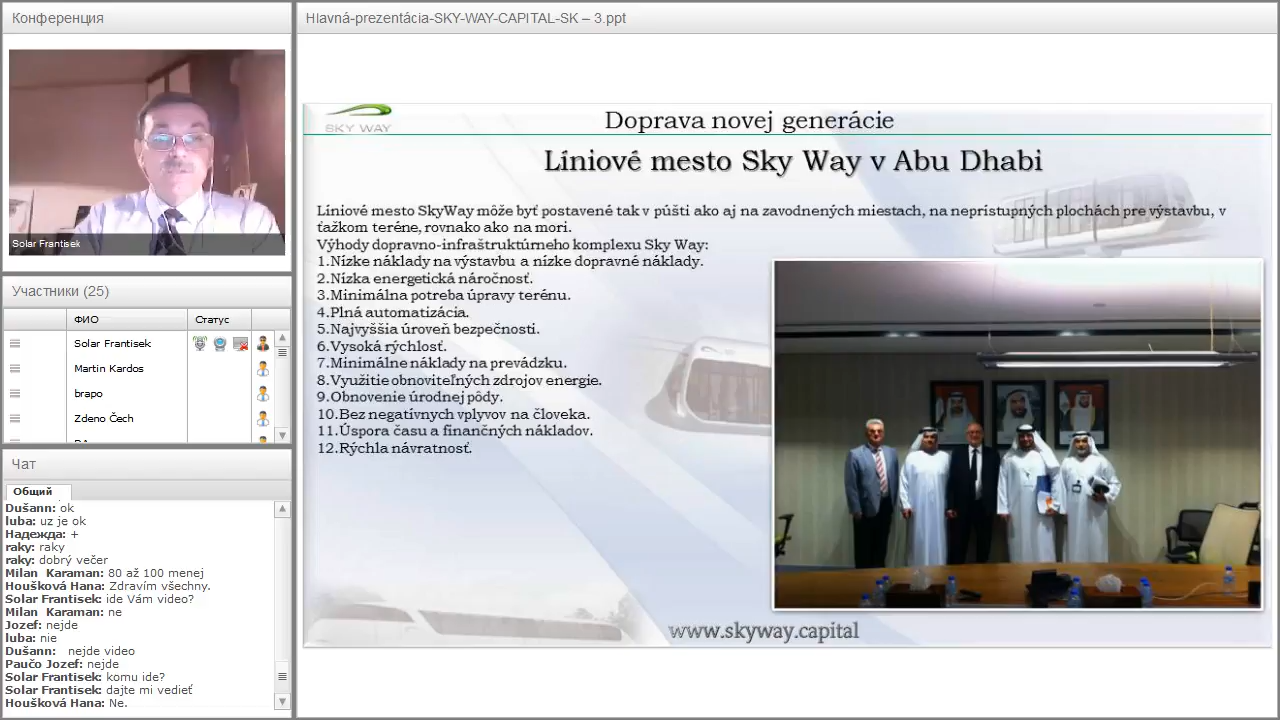 Конференция
Solar Frantisek
Участники (25)
ФИО
Статус
Solar Frantisek
Martin Kardos
brapo
Zdeno Čech
Чат
Общий
Dušann: ok
luba: uz je ok
Надежда: +
raky: raky
raky: dobrý večer
Milan Karaman: 80 až 100 menej
Houšková Hana: Zdravím všechny.
Solar Frantisek: ide Vám video?
Milan Karaman: ne
Jozef: nejde
luba: nie
Dušann: nejde video
Paučo Jozef: nejde
Solar Frantisek: komu ide?
Solar Frantisek: dajte mi vedieť
Houšková Hana: Ne.
Hlavná-prezentácia-SKY-WAY-CAPITAL-SK – 3.ppt
SKY WAY
Doprava novej generácie
Líniové mesto Sky Way v Abu Dhabi
Líniové mesto SkyWay môže byť postavené tak v púšti ako aj na zavodnených miestach, na neprístupných plochách pre výstavbu, v
ťažkom teréne, rovnako ako na mori.
Výhody dopravno-infraštruktúrneho komplexu Sky Way:
1.Nízke náklady na výstavbu a nízke dopravné náklady.
2.Nízka energetická náročnosť.
3.Minimálna potreba úpravy terénu.
4.Plná automatizácia.
5.Najvyššia úroveň bezpečnosti.
6.Vysoká rýchlosť.
7.Minimálne náklady na prevádzku.
8.Využitie obnoviteľných zdrojov energie.
9.Obnovenie úrodnej pôdy.
10.Bez negatívnych vplyvov na človeka.
11.Úspora času a finančných nákladov.
12.Rýchla návratnosť.
www.skyway.capital